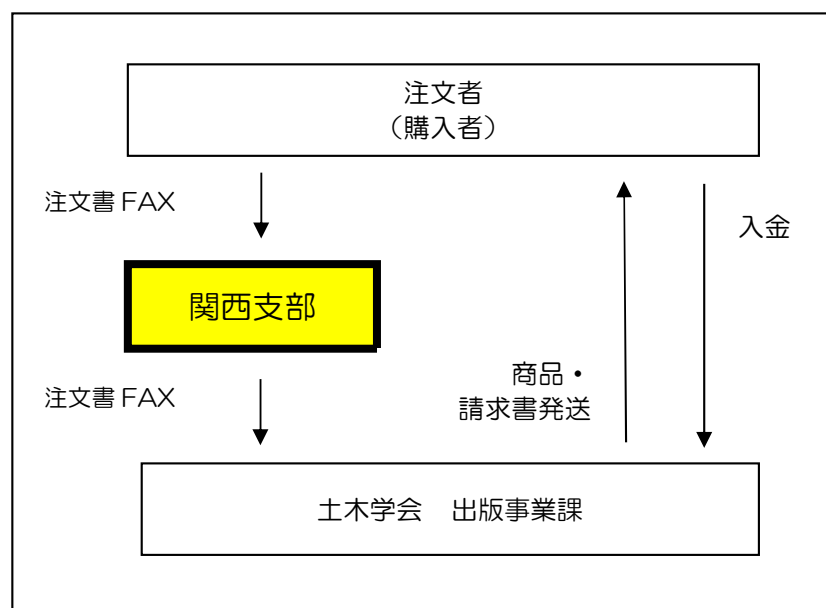 注文者
（購入者）
注文書 FAX
入金
関西支部
商品・
請求書発送
注文書 FAX
土木学会　出版事業課